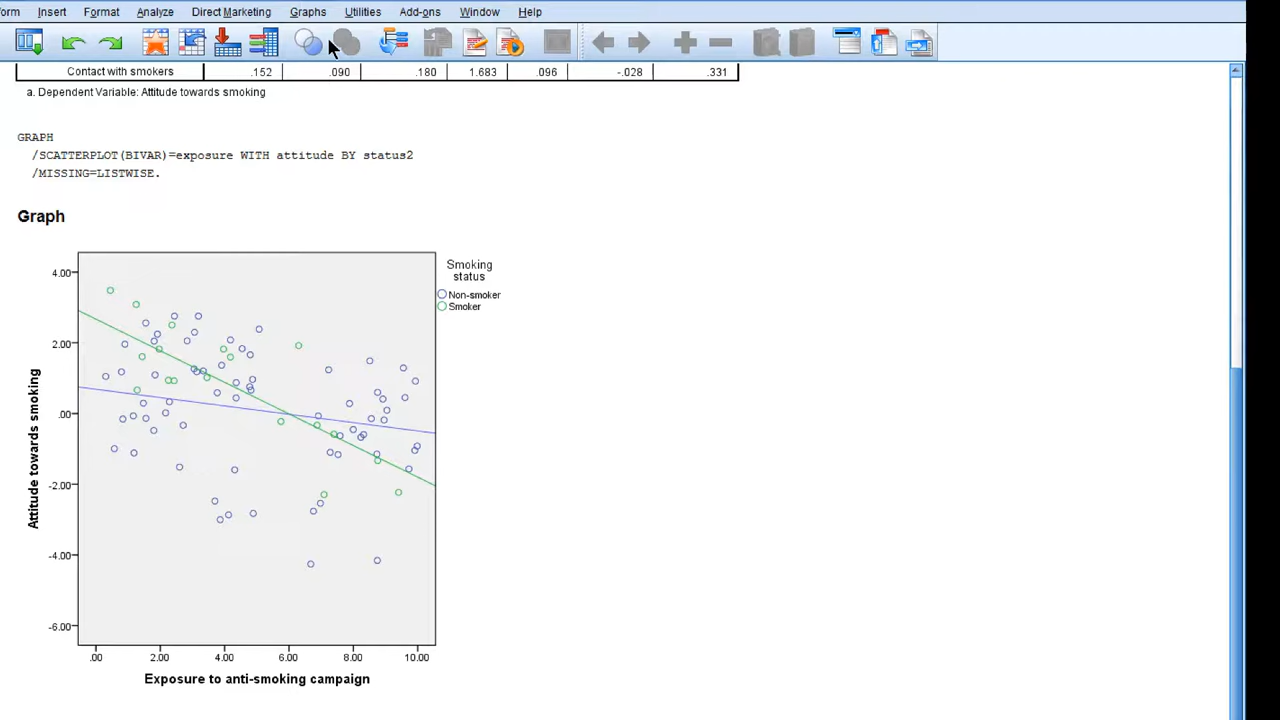 orm Insert Format Analyze Direct Marketing Graphs Utilities Add-ons Window Help
Contact with smokers .152 .090 .180 1.683 .096 -.028 .331
a. Dependent Variable: Attitude towards smoking
GRAPH
/SCATTERPLOT(BIVAR)=exposure WITH attitude BY status2
/MISSING=LISTWISE.
Graph
Smoking
status
Non-smoker
Smoker
Attitude towards smoking
4.00
2.00
.00
-2.00
-4.00
-6.00
.00 2.00 4.00 6.00 8.00 10.00
Exposure to anti-smoking campaign